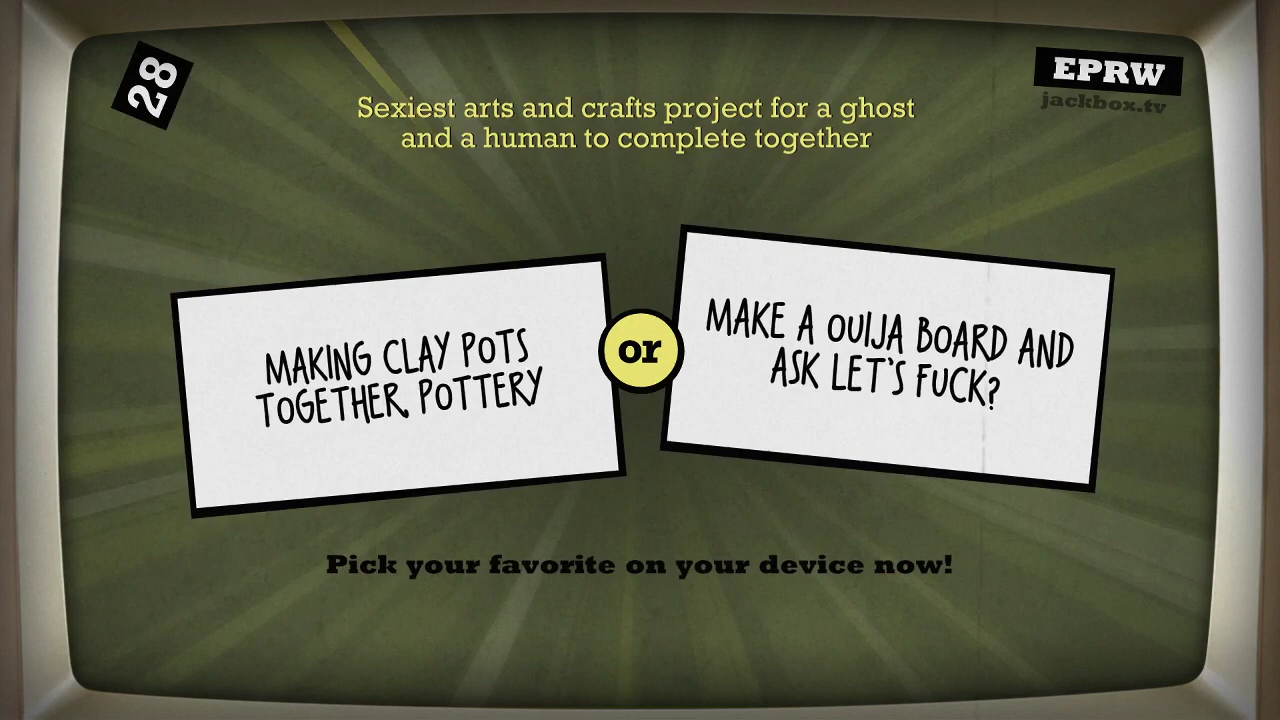 28
EPRW
jackbox.tv
Sexiest arts and crafts project for a ghost
and a human to complete together
MAKING CLAY POTS
TOGETHER, POTTERY
or
MAKE A OUIJA BOARD AND
ASK LET'S FUCK?
Pick your favorite on your device now!